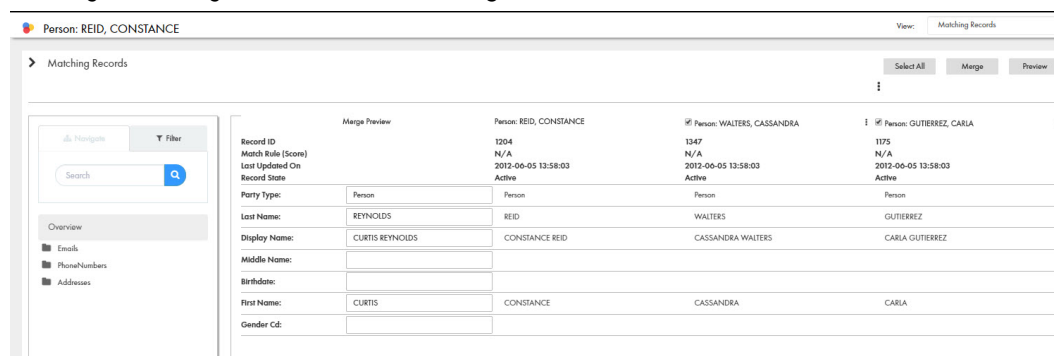 Person: REID, CONSTANCE
View: Matching Records
Matching Records
Select All Merge Preview
Navigate Filter
Search
Overview
Emails
PhoneNumbers
Addresses
Merge Preview Person: REID, CONSTANCE Person: WALTERS, CASSANDRA Person: GUTIERREZ, CARLA
Record ID 1204 1347 1175
Match Rule (Score) N/A N/A N/A
Last Updated On 2012-06-05 13:58:03 2012-06-05 13:58:03 2012-06-05 13:58:03
Record State Active Active Active
Party Type: Person Person Person Person
Last Name: REYNOLDS REID WALTERS GUTIERREZ
Display Name: CURTIS REYNOLDS CONSTANCE REID CASSANDRA WALTERS CARLA GUTIERREZ
Middle Name:
Birthdate:
First Name: CURTIS CONSTANCE CASSANDRA CARLA
Gender Cd: